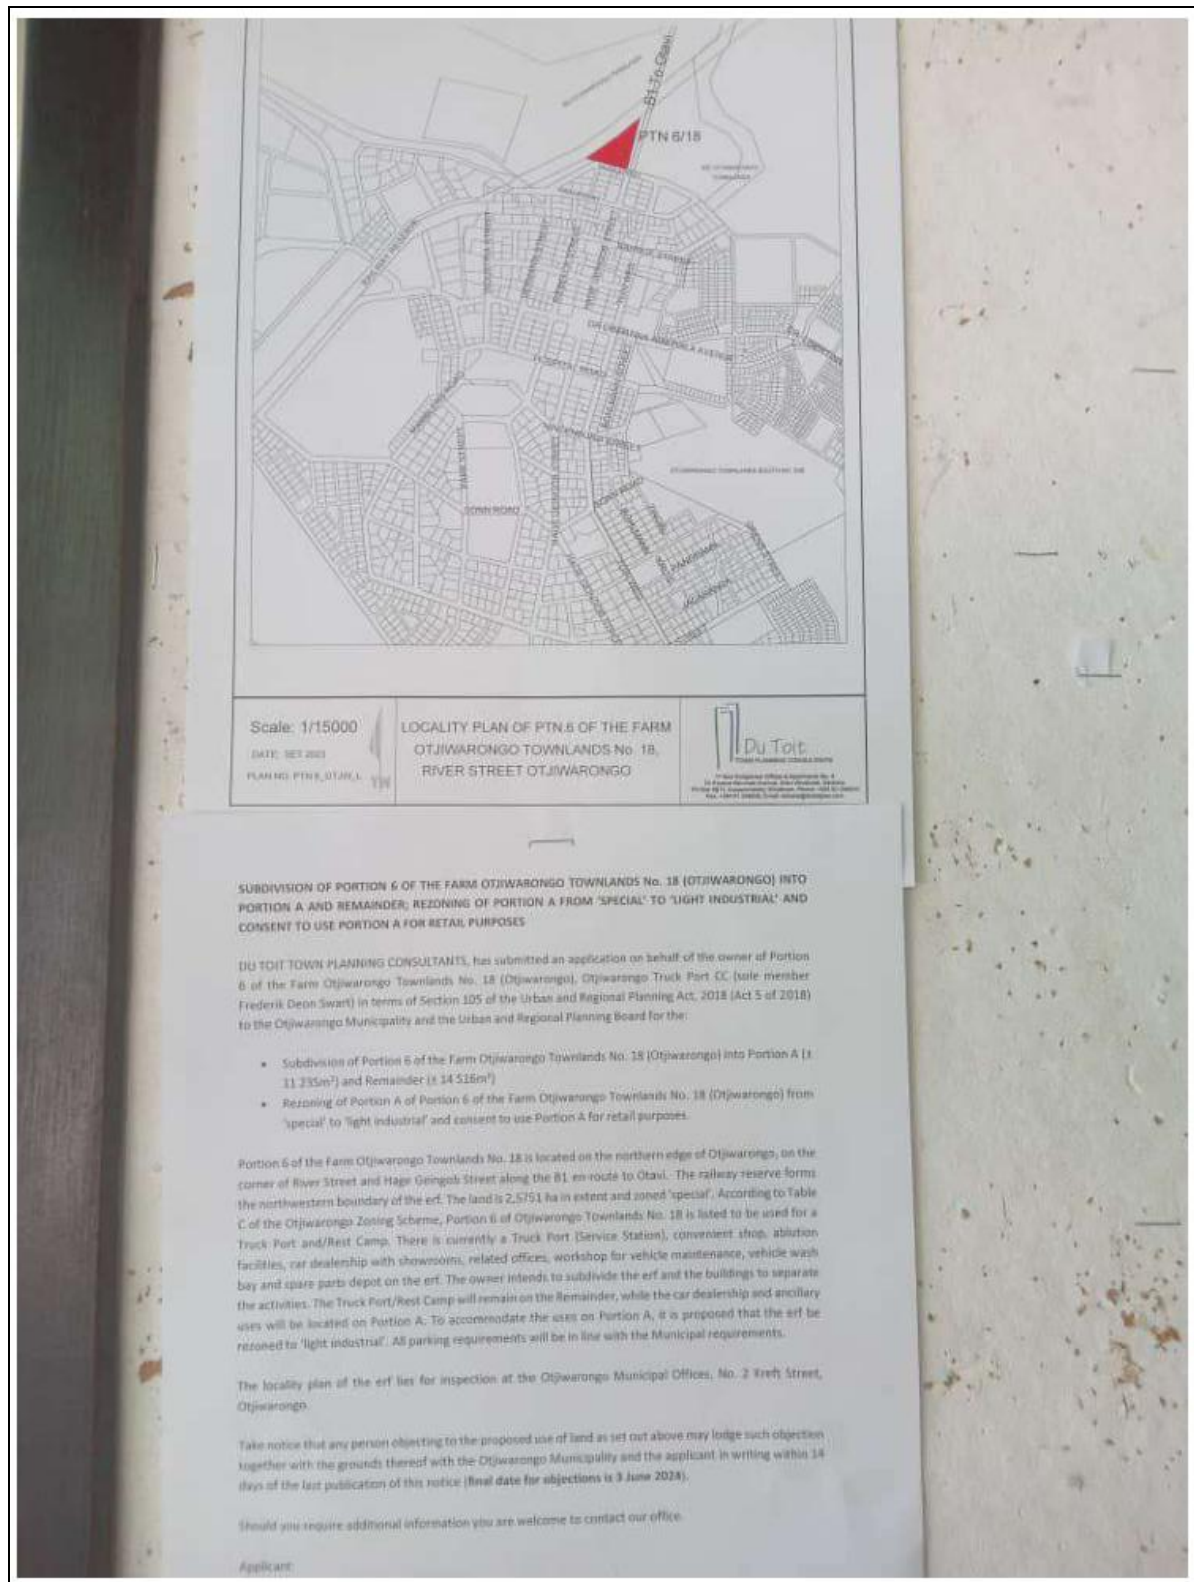 B1 To Otavi
PTN 6/18
HOSPITAL ROAD
PARK STREET
SONN ROAD
SONN ROAD
JACARANDA
Scale: 1/15000
DATE: SET 2023
PLAN NO: PTN 6_OTJW_L
LOCALITY PLAN OF PTN.6 OF THE FARM
OTJIWARONGO TOWNLANDS No. 18,
RIVER STREET OTJIWARONGO
Du Toit
TOWN PLANNING CONSULTANTS
SUBDIVISION OF PORTION 6 OF THE FARM OTJIWARONGO TOWNLANDS No. 18 (OTJIWARONGO) INTO
PORTION A AND REMAINDER; REZONING OF PORTION A FROM 'SPECIAL' TO 'LIGHT INDUSTRIAL' AND
CONSENT TO USE PORTION A FOR RETAIL PURPOSES
DU TOIT TOWN PLANNING CONSULTANTS, has submitted an application on behalf of the owner of Portion
6 of the Farm Otjiwarongo Townlands No. 18 (Otjiwarongo), Otjiwarongo Truck Port CC (sole member
Frederik Deon Swart) in terms of Section 105 of the Urban and Regional Planning Act, 2018 (Act 5 of 2018)
to the Otjiwarongo Municipality and the Urban and Regional Planning Board for the:
• Subdivision of Portion 6 of the Farm Otjiwarongo Townlands No. 18 (Otjiwarongo) into Portion A (±
11 235m²) and Remainder (± 14 516m²)
• Rezoning of Portion A of Portion 6 of the Farm Otjiwarongo Townlands No. 18 (Otjiwarongo) from
'special' to 'light industrial' and consent to use Portion A for retail purposes.
Portion 6 of the Farm Otjiwarongo Townlands No. 18 is located on the northern edge of Otjiwarongo, on the
corner of River Street and Hage Geingob Street along the B1 en-route to Otavi. The railway reserve forms
the northwestern boundary of the erf. The land is 2,5751 ha in extent and zoned 'special'. According to Table
C of the Otjiwarongo Zoning Scheme, Portion 6 of Otjiwarongo Townlands No. 18 is listed to be used for a
Truck Port and/Rest Camp. There is currently a Truck Port (Service Station), convenient shop, ablution
facilities, car dealership with showrooms, related offices, workshop for vehicle maintenance, vehicle wash
bay and spare parts depot on the erf. The owner intends to subdivide the erf and the buildings to separate
the activities. The Truck Port/Rest Camp will remain on the Remainder, while the car dealership and ancillary
uses will be located on Portion A. To accommodate the uses on Portion A, it is proposed that the erf be
rezoned to 'light industrial'. All parking requirements will be in line with the Municipal requirements.
The locality plan of the erf lies for inspection at the Otjiwarongo Municipal Offices, No. 2 Kreft Street,
Otjiwarongo.
Take notice that any person objecting to the proposed use of land as set out above may lodge such objection
together with the grounds thereof with the Otjiwarongo Municipality and the applicant in writing within 14
days of the last publication of this notice (final date for objections is 3 June 2024).
Should you require additional information you are welcome to contact our office.
Applicant: